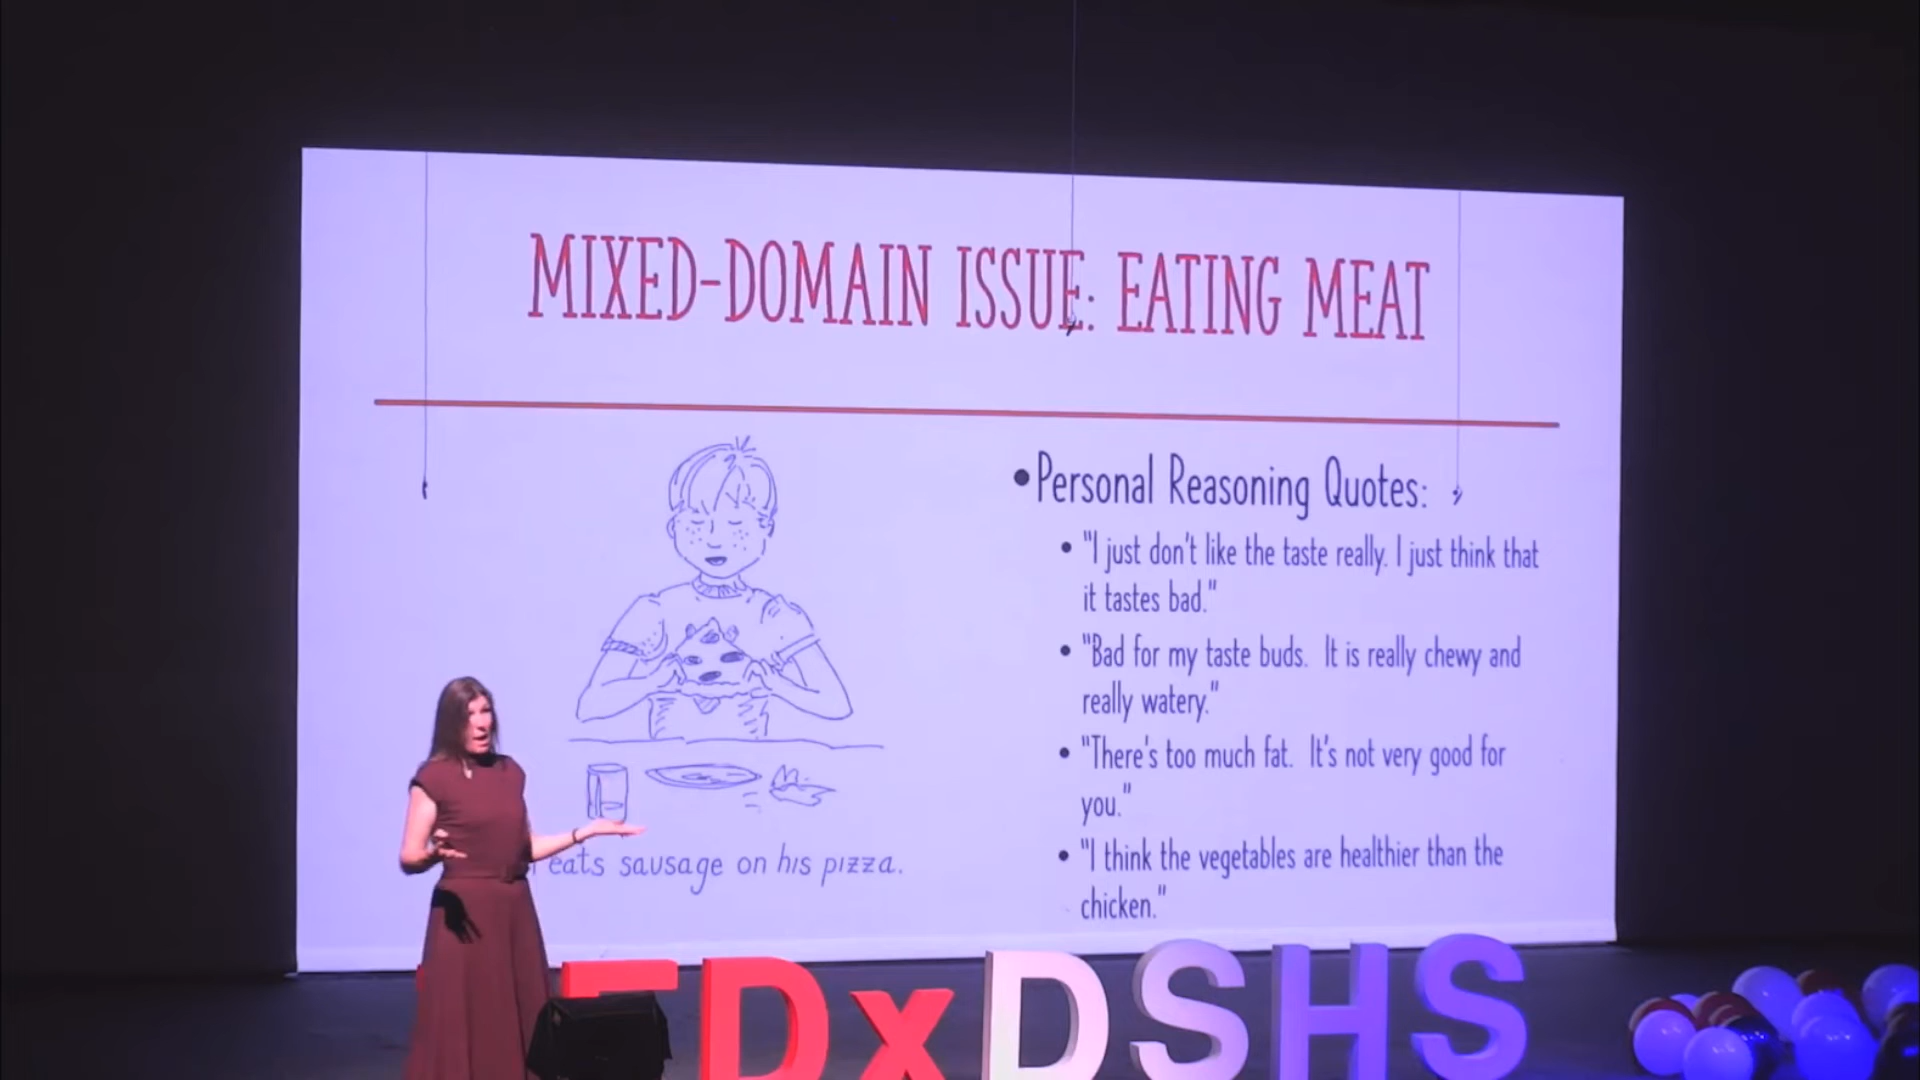 MIXED-DOMAIN ISSUE: EATING MEAT
eats sausage on his pizza.
•Personal Reasoning Quotes:
• "I just don't like the taste really. I just think that
it tastes bad."
• "Bad for my taste buds. It is really chewy and
really watery."
• "There's too much fat. It's not very good for
you."
• "I think the vegetables are healthier than the
chicken."
EDxDSHS